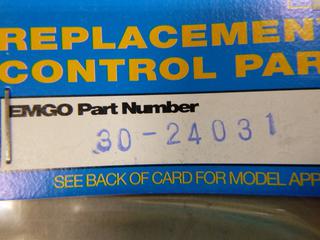 REPLACEMEN
CONTROL PAR
EMGO Part Number
30-24031
SEE BACK OF CARD FOR MODEL APP